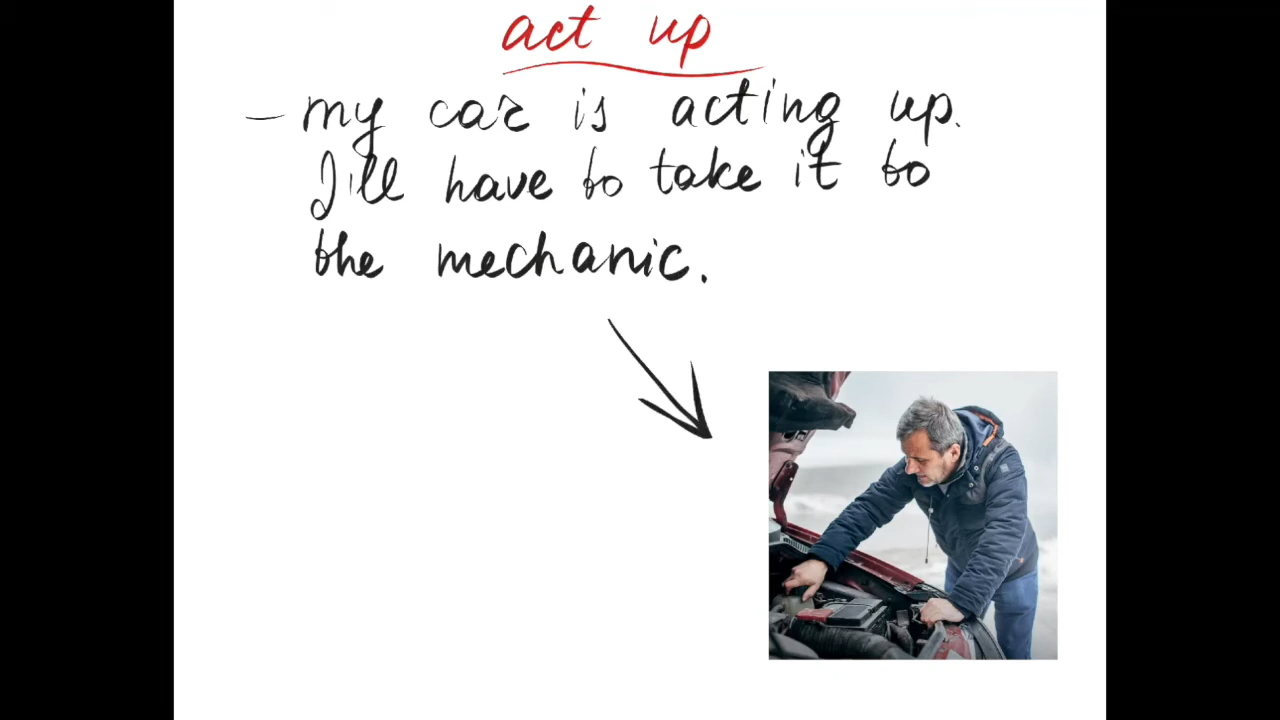 act up
- my car is acting up.
I'll have to take it to
the mechanic.